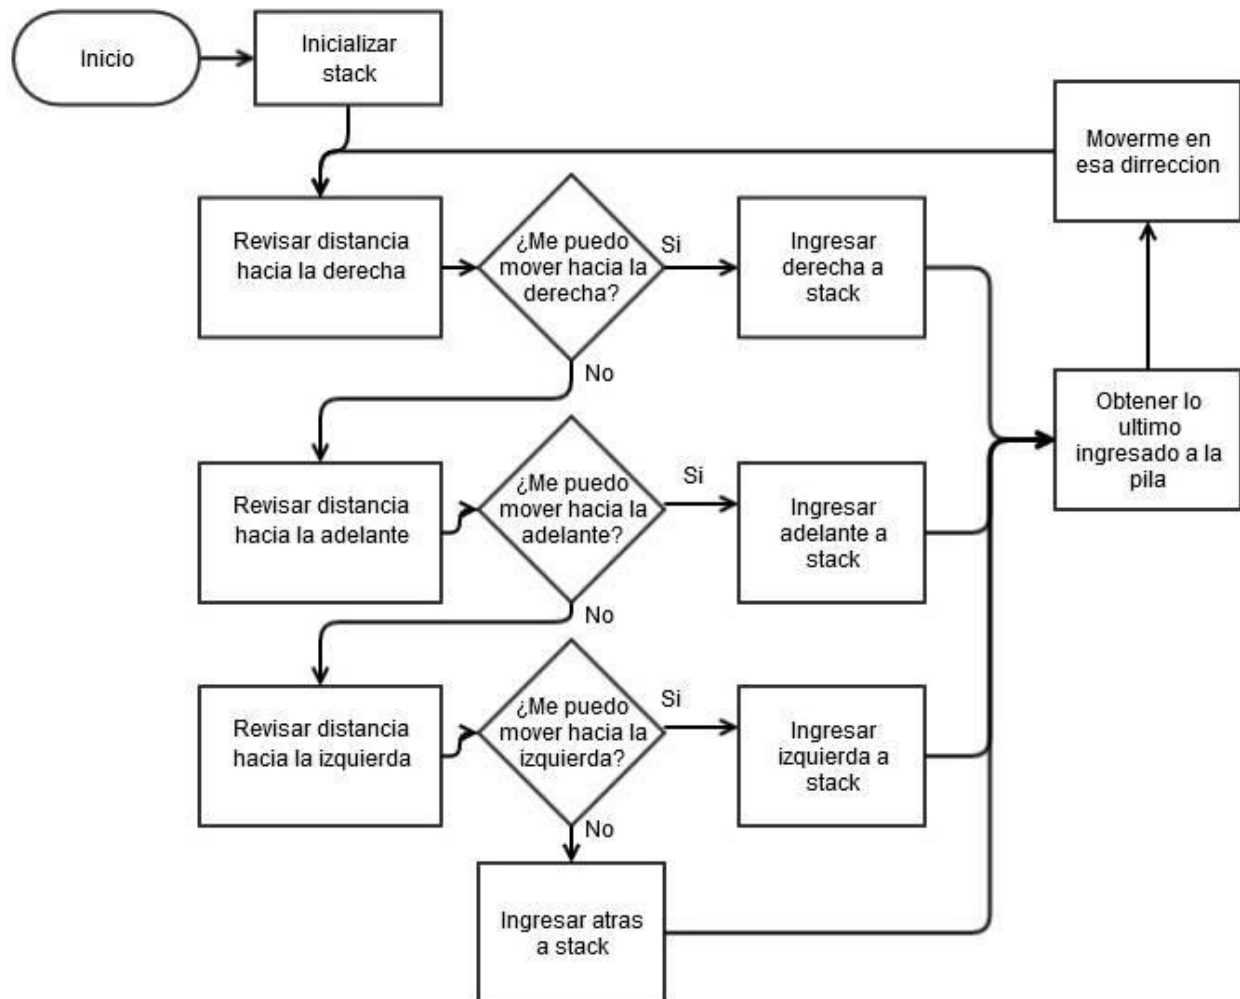 Inicio
Inicializar
stack
Moverme en
esa dirreccion
Revisar distancia
hacia la derecha
¿Me puedo
mover hacia la
derecha?
Si
Ingresar
derecha a
stack
No
Obtener lo
ultimo
ingresado a la
pila
Revisar distancia
hacia la adelante
¿Me puedo
mover hacia la
adelante?
Si
Ingresar
adelante a
stack
No
Revisar distancia
hacia la izquierda
¿Me puedo
mover hacia la
izquierda?
Si
Ingresar
izquierda a
stack
No
Ingresar atras
a stack